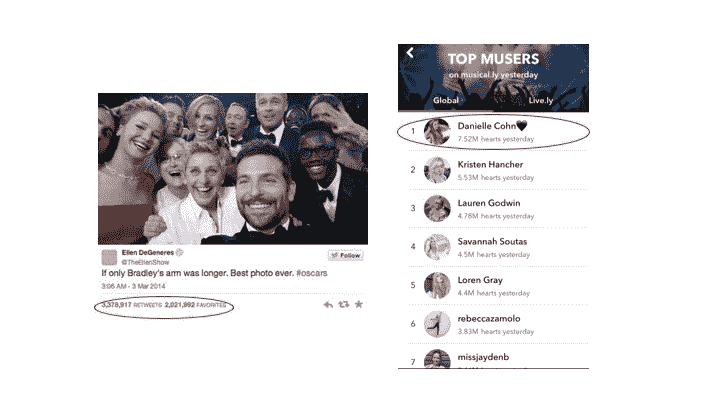 Ellen DeGeneres
@TheEllenShow
Follow
If only Bradley's arm was longer. Best photo ever. #oscars
3:06 AM - 3 Mar 2014
3,378,917 RETWEETS 2,021,992 FAVORITES
TOP MUSERS
on musical.ly yesterday
Global Live.ly
1 Danielle Cohn🖤
7.52M hearts yesterday
2 Kristen Hancher
5.53M hearts yesterday
3 Lauren Godwin
4.78M hearts yesterday
4 Savannah Soutas
4.5M hearts yesterday
5 Loren Gray
4.4M hearts yesterday
6 rebeccazamolo
3.83M hearts yesterday
7 missjaydenb